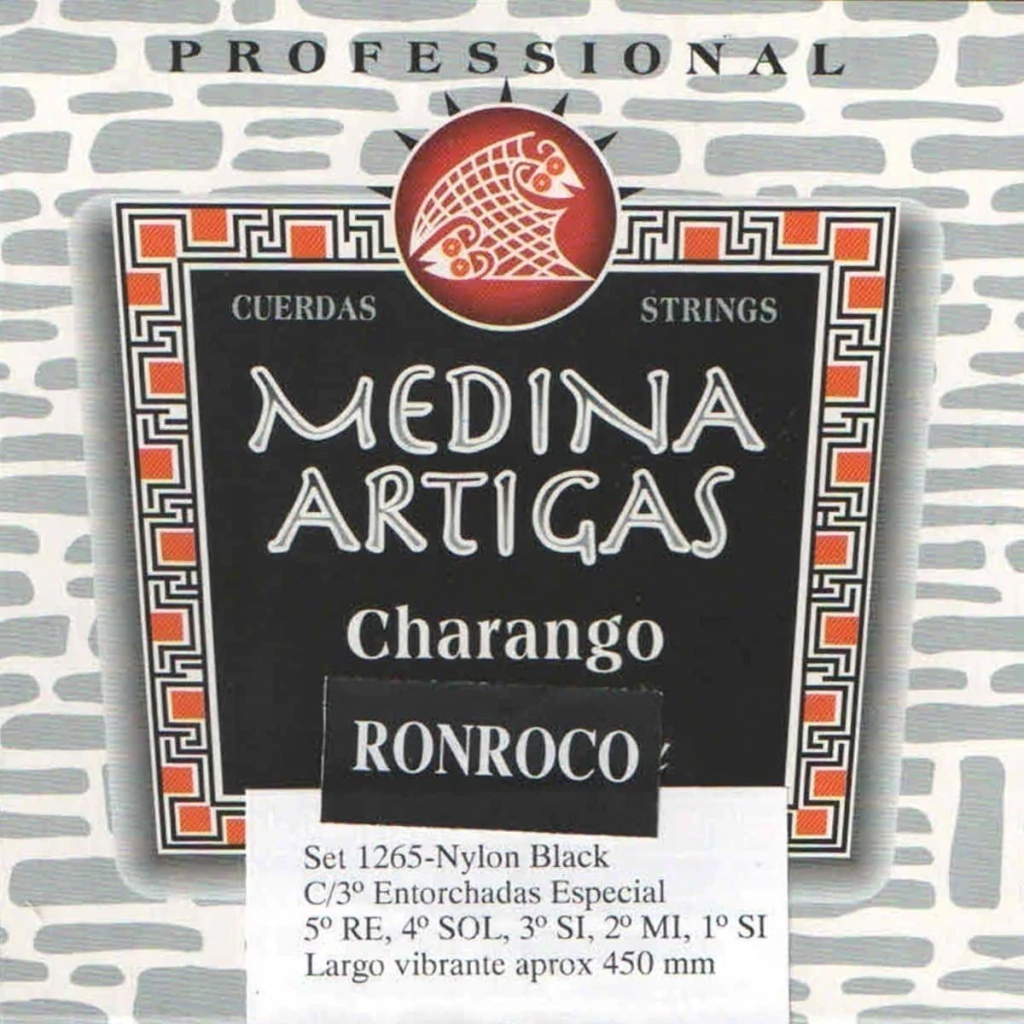 PROFESSIONAL
CUERDAS STRINGS
MEDINA
ARTIGAS
Charango
RONROCO
Set 1265-Nylon Black
C/3º Entorchadas Especial
5º RE, 4º SOL, 3º SI, 2º MI, 1º SI
Largo vibrante aprox 450 mm